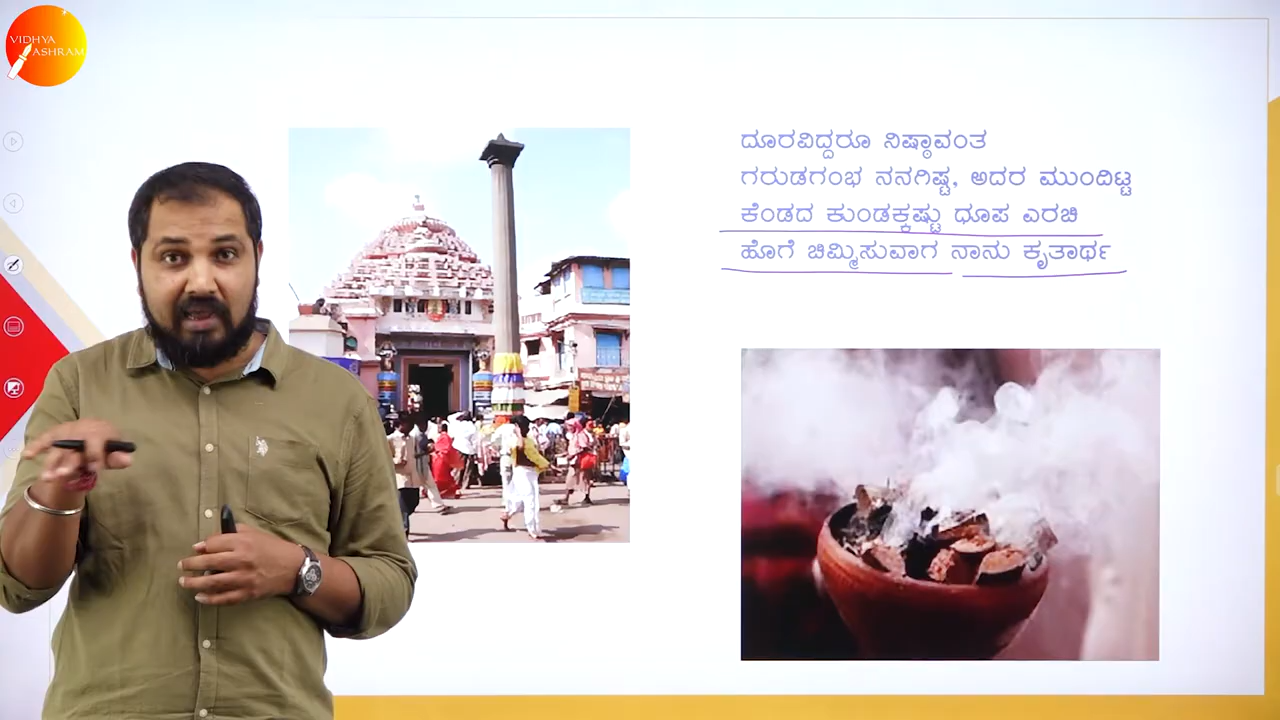 VIDHYA
ASHRAM
ದೂರವಿದ್ದರೂ ನಿಷ್ಠಾವಂತ
ಗರುಡಗಂಭ ನನಗಿಷ್ಟ, ಅದರ ಮುಂದಿಟ್ಟ
ಕೆಂಡದ ಕುಂಡಕ್ಕಷ್ಟು ಧೂಪ ಎರಚಿ
ಹೊಗೆ ಚಿಮ್ಮಿಸುವಾಗ ನಾನು ಕೃತಾರ್ಥ